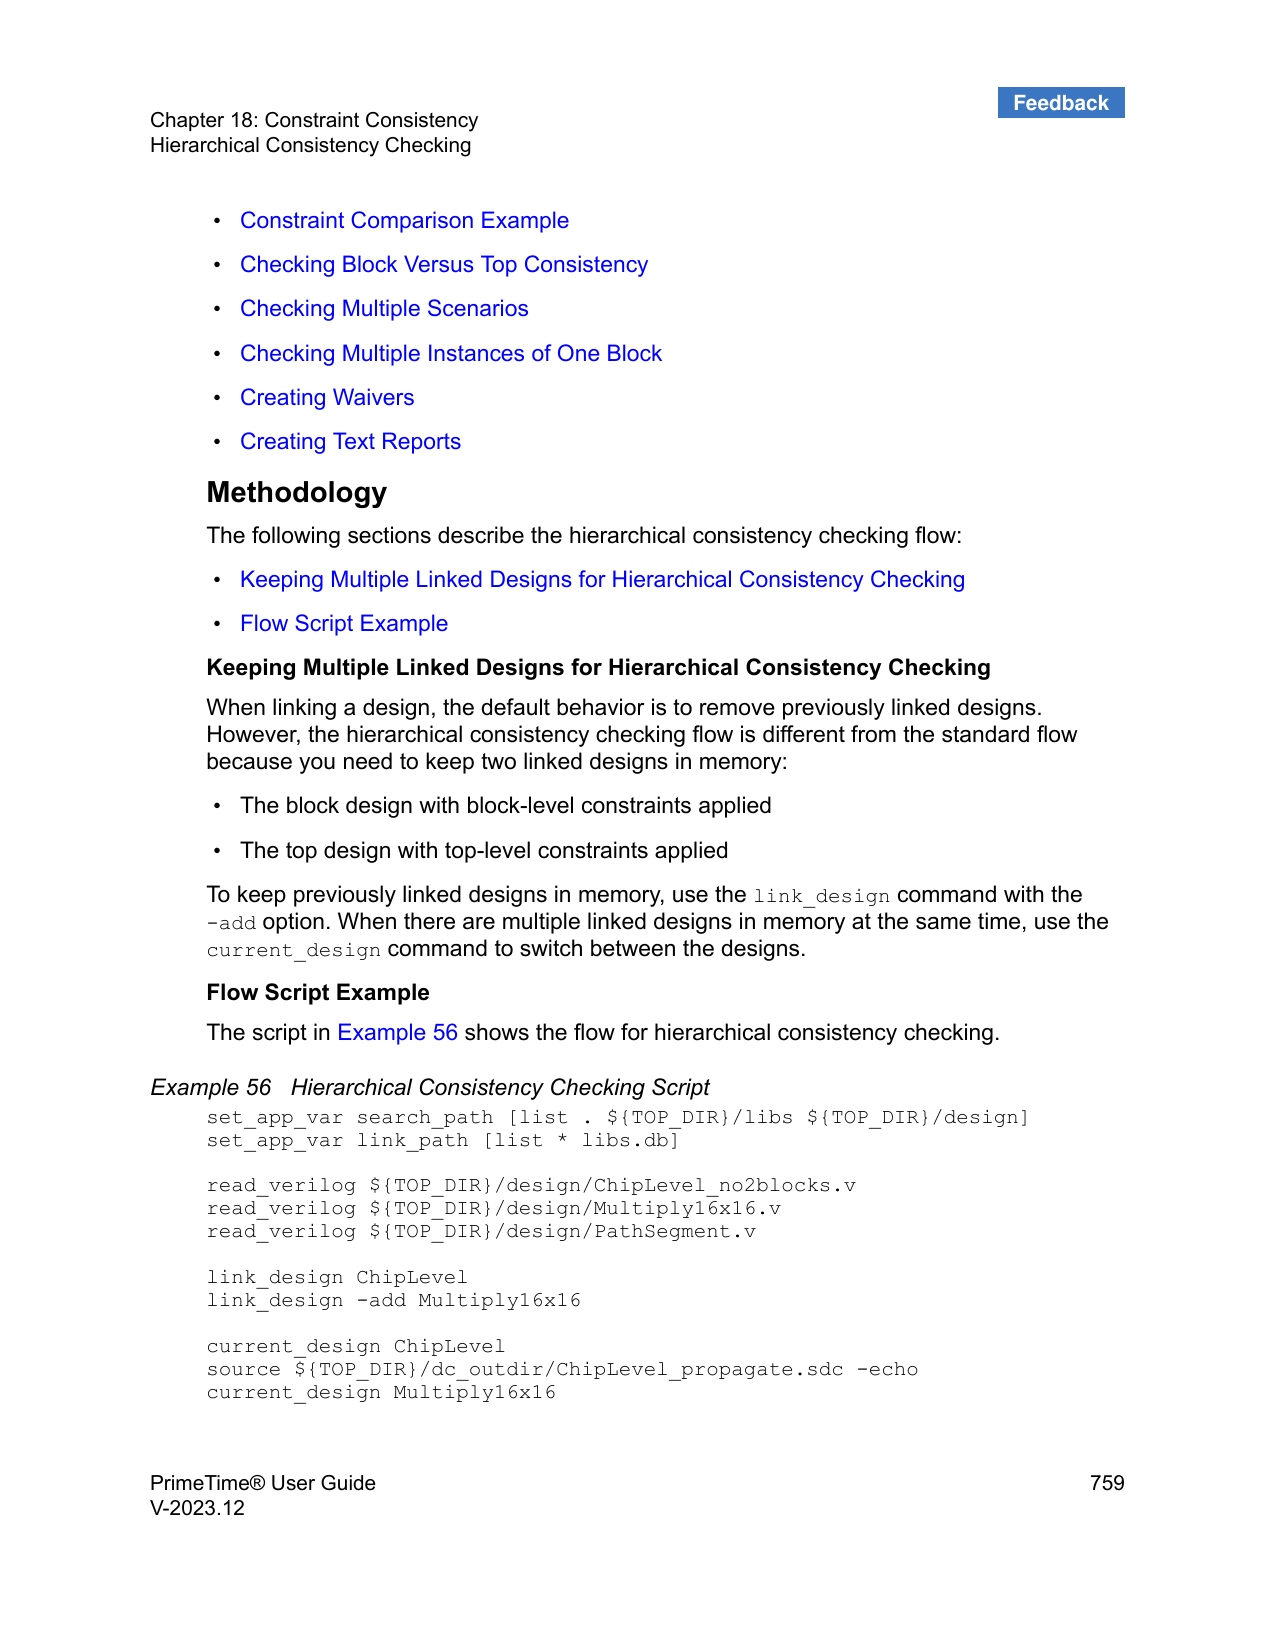 Feedback
Chapter 18: Constraint Consistency
Hierarchical Consistency Checking
• Constraint Comparison Example
• Checking Block Versus Top Consistency
• Checking Multiple Scenarios
• Checking Multiple Instances of One Block
• Creating Waivers
• Creating Text Reports
Methodology
The following sections describe the hierarchical consistency checking flow:
• Keeping Multiple Linked Designs for Hierarchical Consistency Checking
• Flow Script Example
Keeping Multiple Linked Designs for Hierarchical Consistency Checking
When linking a design, the default behavior is to remove previously linked designs.
However, the hierarchical consistency checking flow is different from the standard flow
because you need to keep two linked designs in memory:
• The block design with block-level constraints applied
• The top design with top-level constraints applied
To keep previously linked designs in memory, use the link_design command with the
-add option. When there are multiple linked designs in memory at the same time, use the
current_design command to switch between the designs.
Flow Script Example
The script in Example 56 shows the flow for hierarchical consistency checking.
Example 56 Hierarchical Consistency Checking Script
set_app_var search_path [list . ${TOP_DIR}/libs ${TOP_DIR}/design]
set_app_var link_path [list * libs.db]
read_verilog ${TOP_DIR}/design/ChipLevel_no2blocks.v
read_verilog ${TOP_DIR}/design/Multiply16x16.v
read_verilog ${TOP_DIR}/design/PathSegment.v
link_design ChipLevel
link_design -add Multiply16x16
current_design ChipLevel
source ${TOP_DIR}/dc_outdir/ChipLevel_propagate.sdc -echo
current_design Multiply16x16
PrimeTime® User Guide 759
V-2023.12